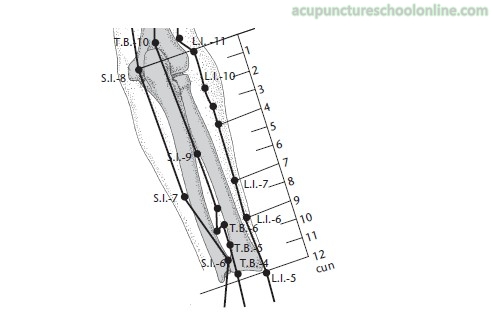 acupunctureschoolonline.com
T.B.-10
L.I.-11
1
S.I.-8
L.I.-10
2
3
4
5
6
S.I.-9
7
L.I.-7
8
S.I.-7
9
L.I.-6
10
T.B.-6
11
T.B.-5
12
S.I.-6
T.B.-4
cun
L.I.-5